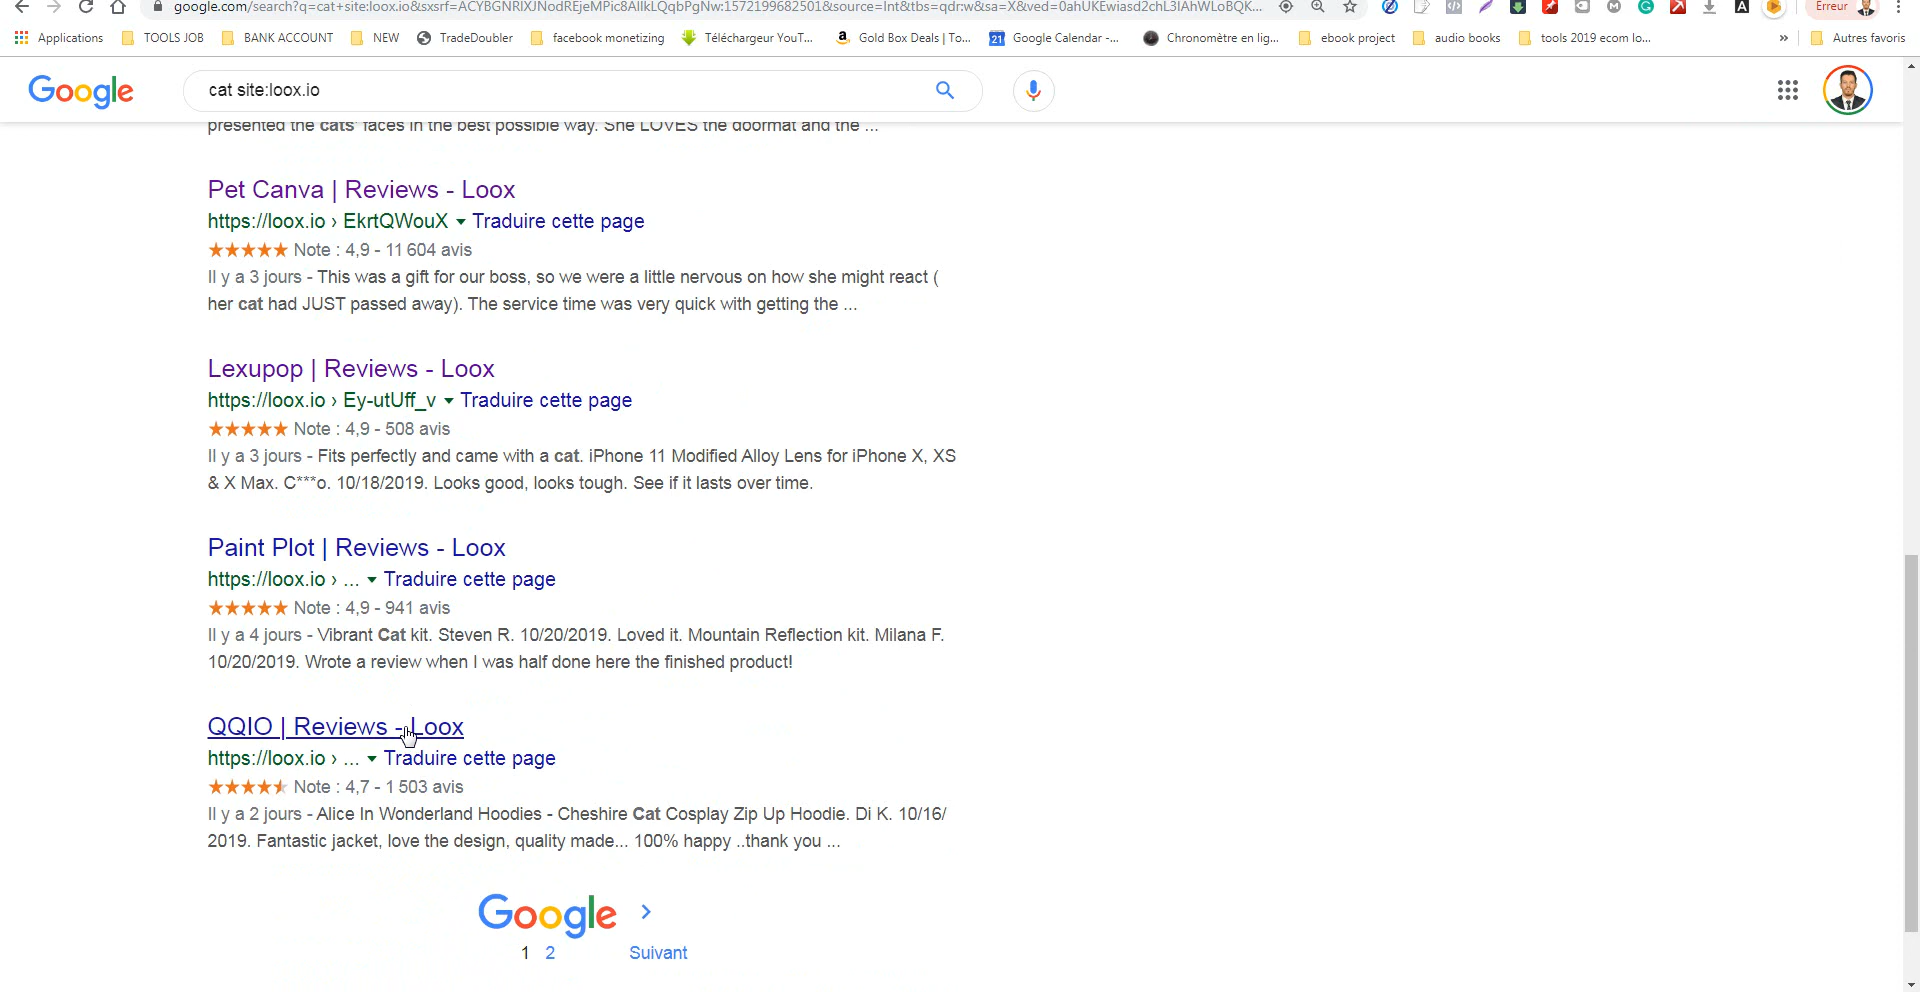 google.com/search?q=cat+site:loox.io&sxsrf=ACYBGNRIXJNodREjeMPic8AIlkLQqbPgNw:1572199682501&source=lnt&tbs=qdr:w&sa=X&ved=0ahUKEwiasd2chL3lAhWLoBQK... Erreur
Applications TOOLS JOB BANK ACCOUNT NEW TradeDoubler facebook monetizing Téléchargeur YouT... Gold Box Deals | To... Google Calendar -... Chronomètre en lig... ebook project audio books tools 2019 ecom lo... » Autres favoris
Google cat site:loox.io
presented the cats' faces in the best possible way. She LOVES the doormat and the ...
Pet Canva | Reviews - Loox
https://loox.io › EkrtQWouX ▾ Traduire cette page
★★★★★ Note : 4,9 - 11 604 avis
Il y a 3 jours - This was a gift for our boss, so we were a little nervous on how she might react (
her cat had JUST passed away). The service time was very quick with getting the ...
Lexupop | Reviews - Loox
https://loox.io › Ey-utUff_v ▾ Traduire cette page
★★★★★ Note : 4,9 - 508 avis
Il y a 3 jours - Fits perfectly and came with a cat. iPhone 11 Modified Alloy Lens for iPhone X, XS
& X Max. C***o. 10/18/2019. Looks good, looks tough. See if it lasts over time.
Paint Plot | Reviews - Loox
https://loox.io › ... ▾ Traduire cette page
★★★★★ Note : 4,9 - 941 avis
Il y a 4 jours - Vibrant Cat kit. Steven R. 10/20/2019. Loved it. Mountain Reflection kit. Milana F.
10/20/2019. Wrote a review when I was half done here the finished product!
QQIO | Reviews - Loox
https://loox.io › ... ▾ Traduire cette page
★★★★★ Note : 4,7 - 1 503 avis
Il y a 2 jours - Alice In Wonderland Hoodies - Cheshire Cat Cosplay Zip Up Hoodie. Di K. 10/16/
2019. Fantastic jacket, love the design, quality made... 100% happy ..thank you ...
Google >
1 2 Suivant